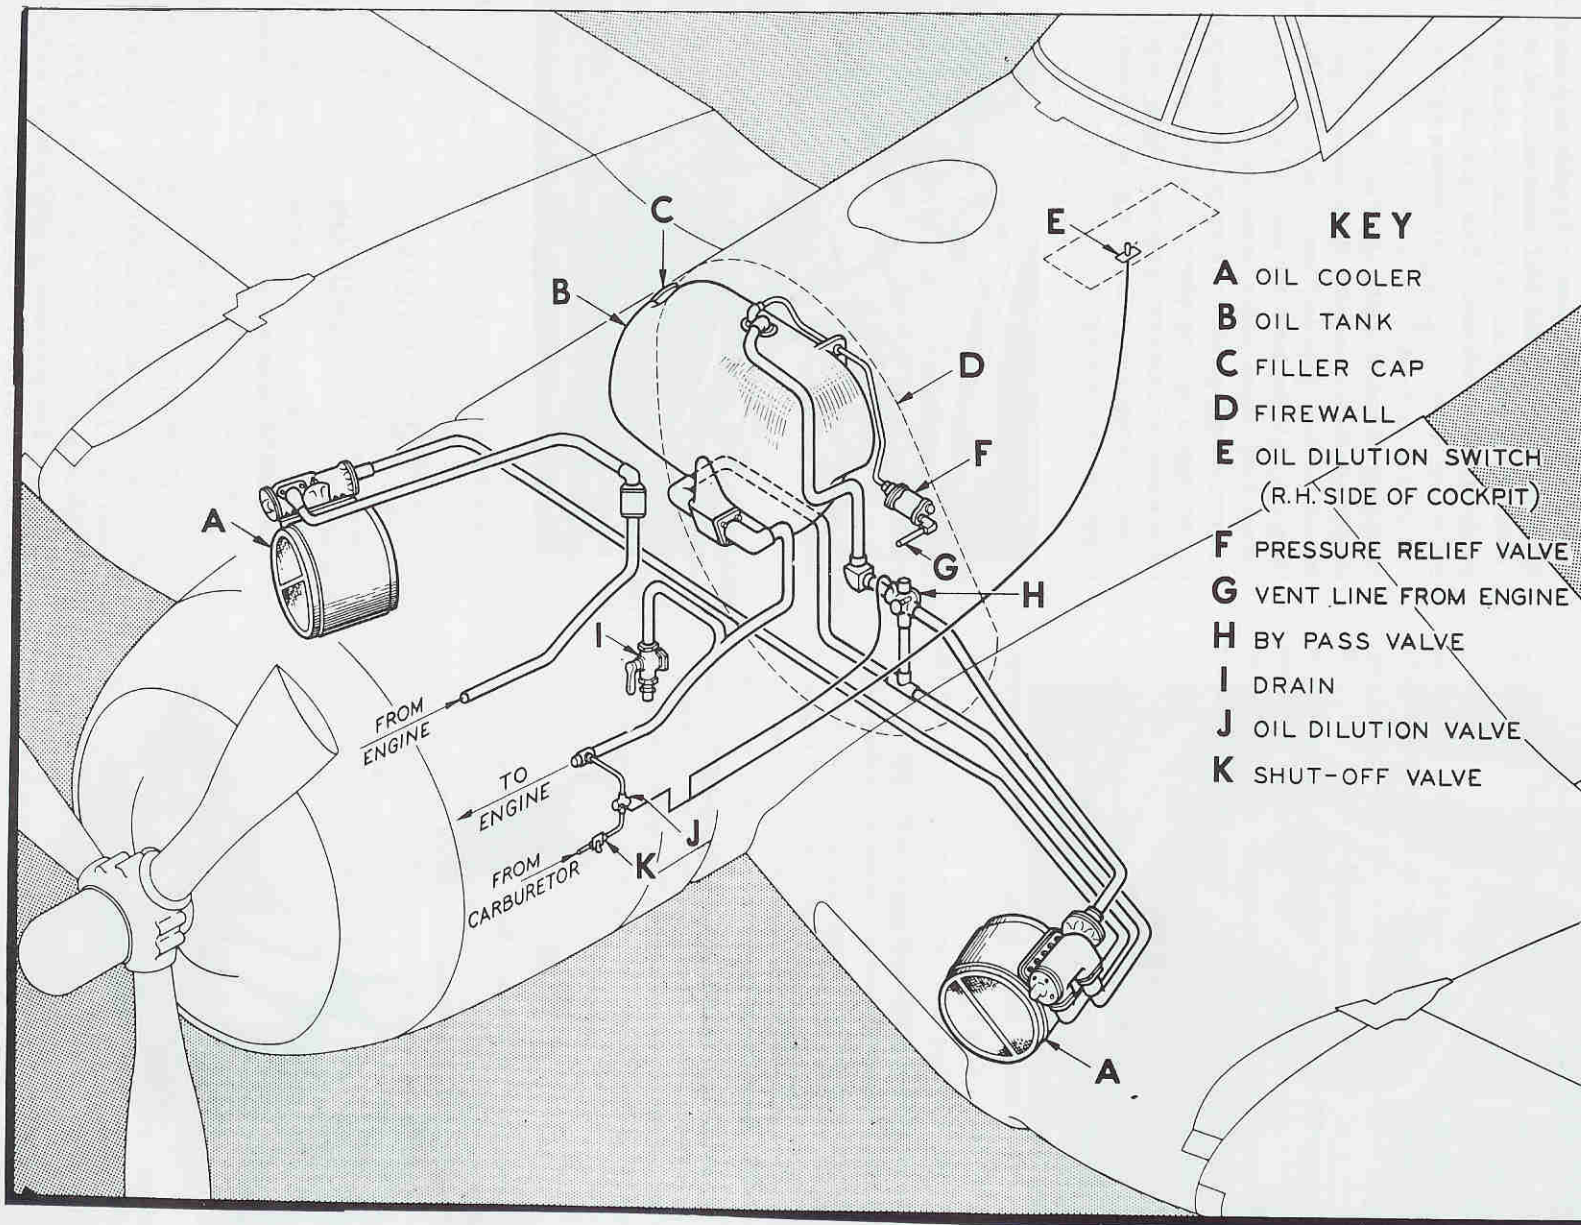 C
B
E
D
F
A
G
H
I
FROM
ENGINE
TO
ENGINE
J
K
FROM
CARBURETOR
A
KEY
A OIL COOLER
B OIL TANK
C FILLER CAP
D FIREWALL
E OIL DILUTION SWITCH
(R.H. SIDE OF COCKPIT)
F PRESSURE RELIEF VALVE
G VENT LINE FROM ENGINE
H BY PASS VALVE
I DRAIN
J OIL DILUTION VALVE
K SHUT-OFF VALVE